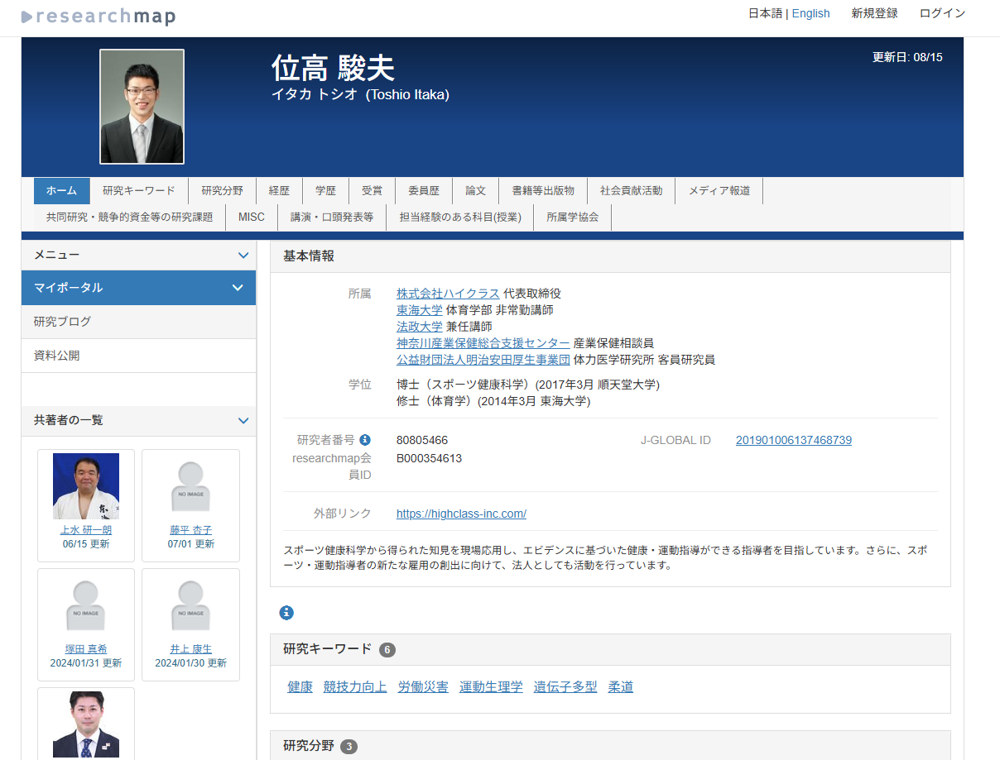 researchmap
日本語 | English 新規登録 ログイン
位高 駿夫
イタカ トシオ (Toshio Itaka)
更新日: 08/15
ホーム 研究キーワード 研究分野 経歴 学歴 受賞 委員歴 論文 書籍等出版物 社会貢献活動 メディア報道
共同研究・競争的資金等の研究課題 MISC 講演・口頭発表等 担当経験のある科目(授業) 所属学協会
メニュー
マイポータル
研究ブログ
資料公開
共著者の一覧
上水 研一朗
06/15 更新
NO IMAGE
藤平 杏子
07/01 更新
NO IMAGE
塚田 真希
2024/01/31 更新
NO IMAGE
井上 康生
2024/01/30 更新
基本情報
所属 株式会社ハイクラス 代表取締役
東海大学 体育学部 非常勤講師
法政大学 兼任講師
神奈川産業保健総合支援センター 産業保健相談員
公益財団法人明治安田厚生事業団 体力医学研究所 客員研究員
学位 博士（スポーツ健康科学）(2017年3月 順天堂大学)
修士（体育学）(2014年3月 東海大学)
研究者番号 80805466 J-GLOBAL ID 201901006137468739
researchmap会 B000354613
員ID
外部リンク https://highclass-inc.com/
スポーツ健康科学から得られた知見を現場応用し、エビデンスに基づいた健康・運動指導ができる指導者を目指しています。さらに、スポ
ーツ・運動指導者の新たな雇用の創出に向けて、法人としても活動を行っています。
研究キーワード 6
健康 競技力向上 労働災害 運動生理学 遺伝子多型 柔道
研究分野 3